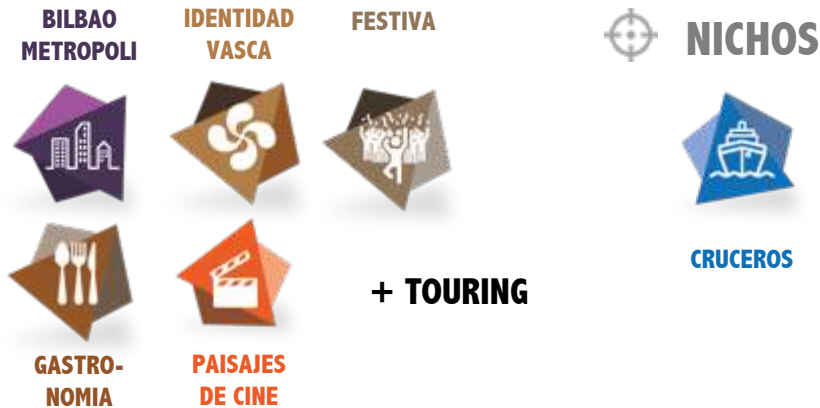 BILBAO
METROPOLI
IDENTIDAD
VASCA
FESTIVA
NICHOS
CRUCEROS
+ TOURING
GASTRO-
NOMIA
PAISAJES
DE CINE